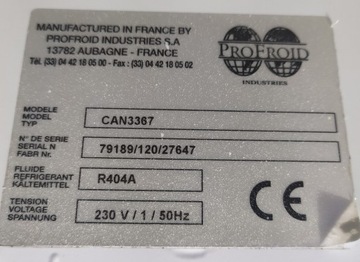 MANUFACTURED IN FRANCE BY
PROFROID INDUSTRIES S.A
13782 AUBAGNE - FRANCE
Tél. (33) 04 42 18 05 00 - Fax : (33) 04 42 18 05 02
PROFROID
INDUSTRIES
MODELE
MODEL
TYP
CAN3367
N° DE SERIE
SERIAL N
FABR Nr.
79189/120/27647
FLUIDE
REFRIGERANT
KÄLTEMITTEL
R404A
TENSION
VOLTAGE
SPANNUNG
230 V / 1 / 50Hz
CE